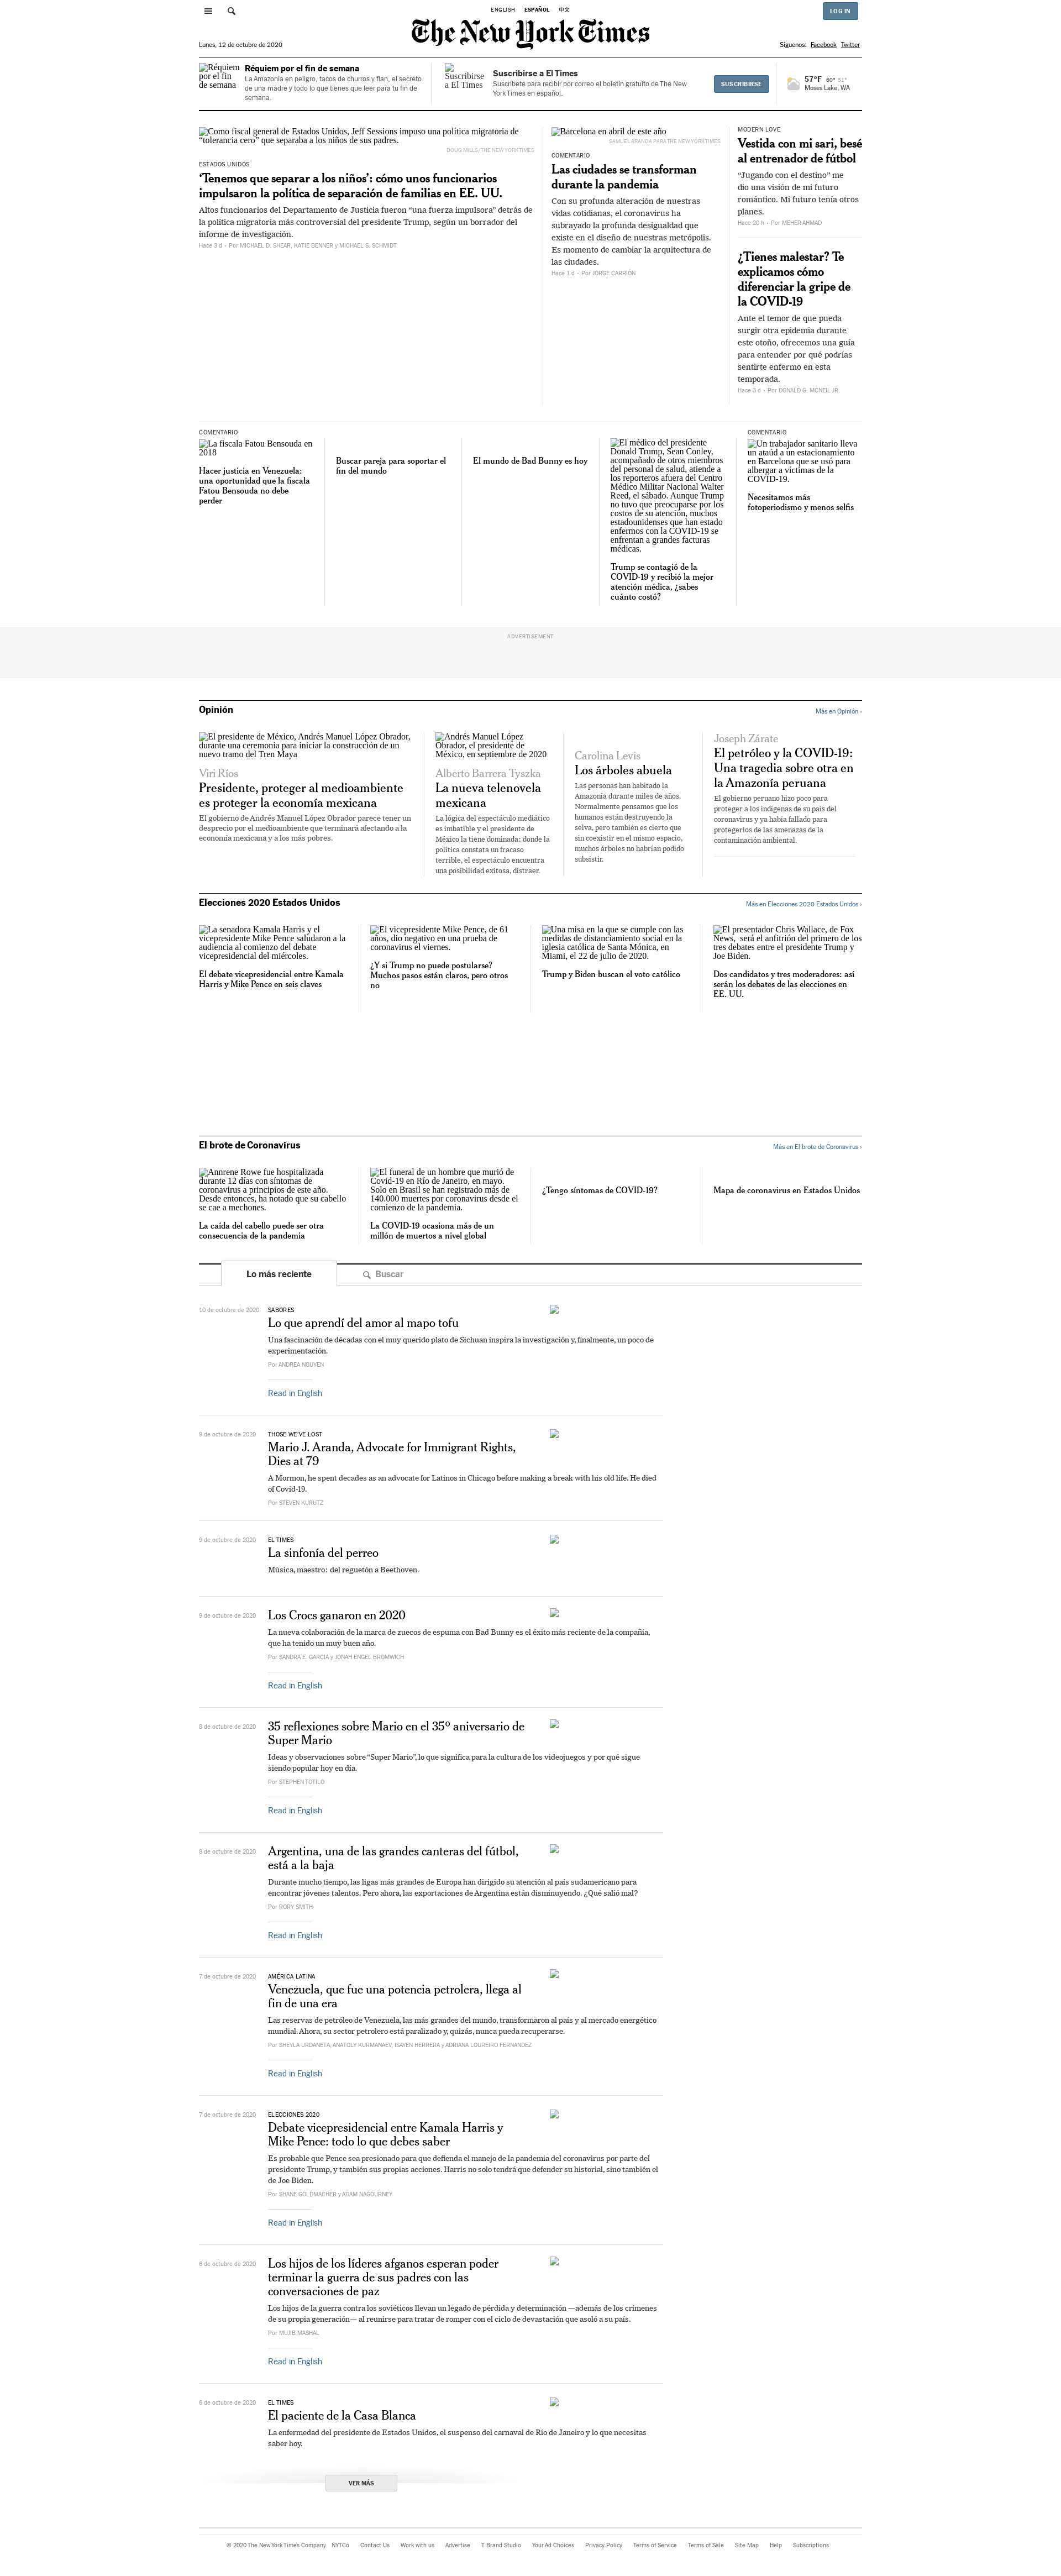 ENGLISH ESPAÑOL 中文
LOG IN
The New York Times
Lunes, 12 de octubre de 2020
Síguenos: Facebook Twitter
Réquiem
por el fin
de semana
Réquiem por el fin de semana
La Amazonía en peligro, tacos de churros y flan, el secreto
de una madre y todo lo que tienes que leer para tu fin de
semana.
Suscribirse
a El Times
Suscribirse a El Times
Suscríbete para recibir por correo el boletín gratuito de The New
York Times en español.
SUSCRIBIRSE
57°F 60° 51°
Moses Lake, WA
Como fiscal general de Estados Unidos, Jeff Sessions impuso una política migratoria de
“tolerancia cero” que separaba a los niños de sus padres.
DOUG MILLS/THE NEW YORK TIMES
ESTADOS UNIDOS
‘Tenemos que separar a los niños’: cómo unos funcionarios
impulsaron la política de separación de familias en EE. UU.
Altos funcionarios del Departamento de Justicia fueron “una fuerza impulsora” detrás de
la política migratoria más controversial del presidente Trump, según un borrador del
informe de investigación.
Hace 3 d - Por MICHAEL D. SHEAR, KATIE BENNER y MICHAEL S. SCHMIDT
Barcelona en abril de este año
SAMUEL ARANDA PARA THE NEW YORK TIMES
COMENTARIO
Las ciudades se transforman
durante la pandemia
Con su profunda alteración de nuestras
vidas cotidianas, el coronavirus ha
subrayado la profunda desigualdad que
existe en el diseño de nuestras metrópolis.
Es momento de cambiar la arquitectura de
las ciudades.
Hace 1 d - Por JORGE CARRIÓN
MODERN LOVE
Vestida con mi sari, besé
al entrenador de fútbol
“Jugando con el destino” me
dio una visión de mi futuro
romántico. Mi futuro tenía otros
planes.
Hace 20 h - Por MEHER AHMAD
¿Tienes malestar? Te
explicamos cómo
diferenciar la gripe de
la COVID-19
Ante el temor de que pueda
surgir otra epidemia durante
este otoño, ofrecemos una guía
para entender por qué podrías
sentirte enfermo en esta
temporada.
Hace 3 d - Por DONALD G. MCNEIL JR.
COMENTARIO
La fiscala Fatou Bensouda en
2018
Hacer justicia en Venezuela:
una oportunidad que la fiscala
Fatou Bensouda no debe
perder
Buscar pareja para soportar el
fin del mundo
El mundo de Bad Bunny es hoy
El médico del presidente
Donald Trump, Sean Conley,
acompañado de otros miembros
del personal de salud, atiende a
los reporteros afuera del Centro
Médico Militar Nacional Walter
Reed, el sábado. Aunque Trump
no tuvo que preocuparse por los
costos de su atención, muchos
estadounidenses que han estado
enfermos con la COVID-19 se
enfrentan a grandes facturas
médicas.
Trump se contagió de la
COVID-19 y recibió la mejor
atención médica, ¿sabes
cuánto costó?
COMENTARIO
Un trabajador sanitario lleva
un ataúd a un estacionamiento
en Barcelona que se usó para
albergar a víctimas de la
COVID-19.
Necesitamos más
fotoperiodismo y menos selfis
ADVERTISEMENT
Opinión
Más en Opinión ›
El presidente de México, Andrés Manuel López Obrador,
durante una ceremonia para iniciar la construcción de un
nuevo tramo del Tren Maya
Viri Ríos
Presidente, proteger al medioambiente
es proteger la economía mexicana
El gobierno de Andrés Manuel López Obrador parece tener un
desprecio por el medioambiente que terminará afectando a la
economía mexicana y a los más pobres.
Andrés Manuel López
Obrador, el presidente de
México, en septiembre de 2020
Alberto Barrera Tyszka
La nueva telenovela
mexicana
La lógica del espectáculo mediático
es imbatible y el presidente de
México la tiene dominada: donde la
política constata un fracaso
terrible, el espectáculo encuentra
una posibilidad exitosa, distraer.
Carolina Levis
Los árboles abuela
Las personas han habitado la
Amazonía durante miles de años.
Normalmente pensamos que los
humanos están destruyendo la
selva, pero también es cierto que
sin coexistir en el mismo espacio,
muchos árboles no habrían podido
subsistir.
Joseph Zárate
El petróleo y la COVID-19:
Una tragedia sobre otra en
la Amazonía peruana
El gobierno peruano hizo poco para
proteger a los indígenas de su país del
coronavirus y ya había fallado para
protegerlos de las amenazas de la
contaminación ambiental.
Elecciones 2020 Estados Unidos
Más en Elecciones 2020 Estados Unidos ›
La senadora Kamala Harris y el
vicepresidente Mike Pence saludaron a la
audiencia al comienzo del debate
vicepresidencial del miércoles.
El debate vicepresidencial entre Kamala
Harris y Mike Pence en seis claves
El vicepresidente Mike Pence, de 61
años, dio negativo en una prueba de
coronavirus el viernes.
¿Y si Trump no puede postularse?
Muchos pasos están claros, pero otros
no
Una misa en la que se cumple con las
medidas de distanciamiento social en la
iglesia católica de Santa Mónica, en
Miami, el 22 de julio de 2020.
Trump y Biden buscan el voto católico
El presentador Chris Wallace, de Fox
News, será el anfitrión del primero de los
tres debates entre el presidente Trump y
Joe Biden.
Dos candidatos y tres moderadores: así
serán los debates de las elecciones en
EE. UU.
El brote de Coronavirus
Más en El brote de Coronavirus ›
Annrene Rowe fue hospitalizada
durante 12 días con síntomas de
coronavirus a principios de este año.
Desde entonces, ha notado que su cabello
se cae a mechones.
La caída del cabello puede ser otra
consecuencia de la pandemia
El funeral de un hombre que murió de
Covid-19 en Río de Janeiro, en mayo.
Solo en Brasil se han registrado más de
140.000 muertes por coronavirus desde el
comienzo de la pandemia.
La COVID-19 ocasiona más de un
millón de muertos a nivel global
¿Tengo síntomas de COVID-19?
Mapa de coronavirus en Estados Unidos
Lo más reciente
Buscar
10 de octubre de 2020
SABORES
Lo que aprendí del amor al mapo tofu
Una fascinación de décadas con el muy querido plato de Sichuan inspira la investigación y, finalmente, un poco de
experimentación.
Por ANDREA NGUYEN
Read in English
9 de octubre de 2020
THOSE WE'VE LOST
Mario J. Aranda, Advocate for Immigrant Rights,
Dies at 79
A Mormon, he spent decades as an advocate for Latinos in Chicago before making a break with his old life. He died
of Covid-19.
Por STEVEN KURUTZ
9 de octubre de 2020
EL TIMES
La sinfonía del perreo
Música, maestro: del reguetón a Beethoven.
9 de octubre de 2020
Los Crocs ganaron en 2020
La nueva colaboración de la marca de zuecos de espuma con Bad Bunny es el éxito más reciente de la compañía,
que ha tenido un muy buen año.
Por SANDRA E. GARCIA y JONAH ENGEL BROMWICH
Read in English
8 de octubre de 2020
35 reflexiones sobre Mario en el 35º aniversario de
Super Mario
Ideas y observaciones sobre “Super Mario”, lo que significa para la cultura de los videojuegos y por qué sigue
siendo popular hoy en día.
Por STEPHEN TOTILO
Read in English
8 de octubre de 2020
Argentina, una de las grandes canteras del fútbol,
está a la baja
Durante mucho tiempo, las ligas más grandes de Europa han dirigido su atención al país sudamericano para
encontrar jóvenes talentos. Pero ahora, las exportaciones de Argentina están disminuyendo. ¿Qué salió mal?
Por RORY SMITH
Read in English
7 de octubre de 2020
AMÉRICA LATINA
Venezuela, que fue una potencia petrolera, llega al
fin de una era
Las reservas de petróleo de Venezuela, las más grandes del mundo, transformaron al país y al mercado energético
mundial. Ahora, su sector petrolero está paralizado y, quizás, nunca pueda recuperarse.
Por SHEYLA URDANETA, ANATOLY KURMANAEV, ISAYEN HERRERA y ADRIANA LOUREIRO FERNANDEZ
Read in English
7 de octubre de 2020
ELECCIONES 2020
Debate vicepresidencial entre Kamala Harris y
Mike Pence: todo lo que debes saber
Es probable que Pence sea presionado para que defienda el manejo de la pandemia del coronavirus por parte del
presidente Trump, y también sus propias acciones. Harris no solo tendrá que defender su historial, sino también el
de Joe Biden.
Por SHANE GOLDMACHER y ADAM NAGOURNEY
Read in English
6 de octubre de 2020
Los hijos de los líderes afganos esperan poder
terminar la guerra de sus padres con las
conversaciones de paz
Los hijos de la guerra contra los soviéticos llevan un legado de pérdida y determinación —además de los crímenes
de su propia generación— al reunirse para tratar de romper con el ciclo de devastación que asoló a su país.
Por MUJIB MASHAL
Read in English
6 de octubre de 2020
EL TIMES
El paciente de la Casa Blanca
La enfermedad del presidente de Estados Unidos, el suspenso del carnaval de Río de Janeiro y lo que necesitas
saber hoy.
VER MÁS
© 2020 The New York Times Company NYTCo Contact Us Work with us Advertise T Brand Studio Your Ad Choices Privacy Policy Terms of Service Terms of Sale Site Map Help Subscriptions